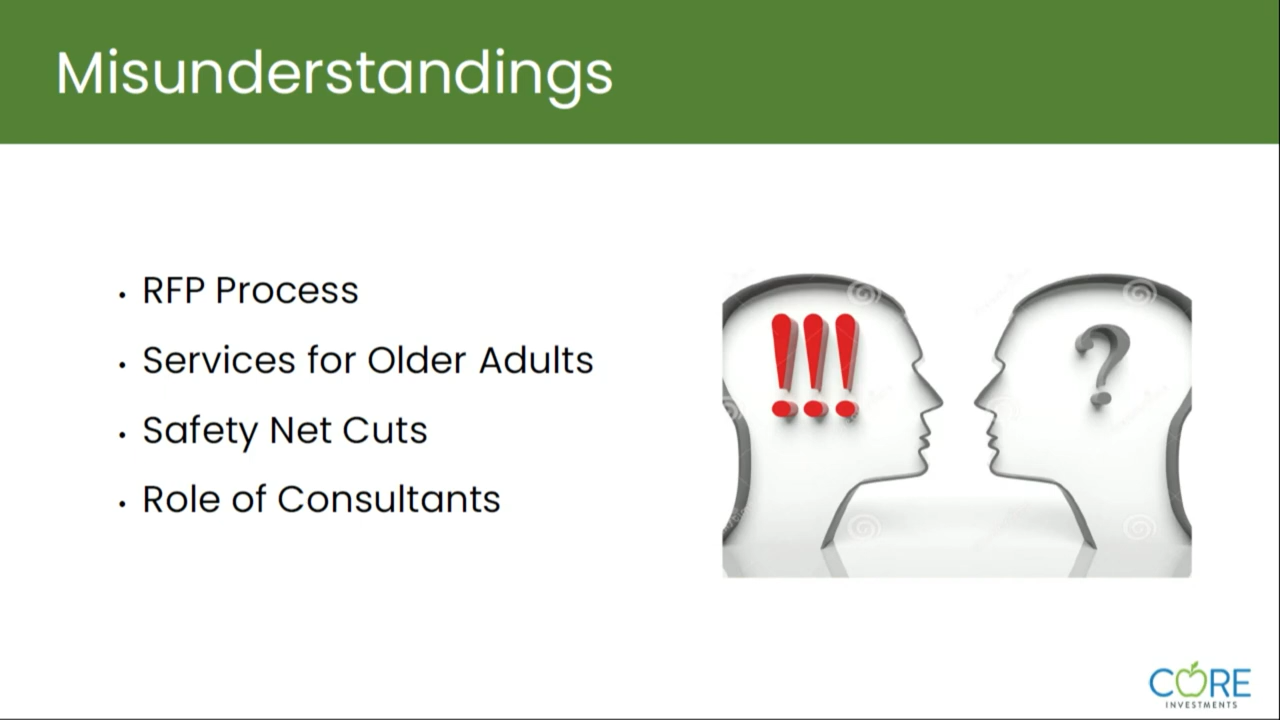 Misunderstandings
• RFP Process
• Services for Older Adults
• Safety Net Cuts
• Role of Consultants
!!!
?
CORE
INVESTMENTS